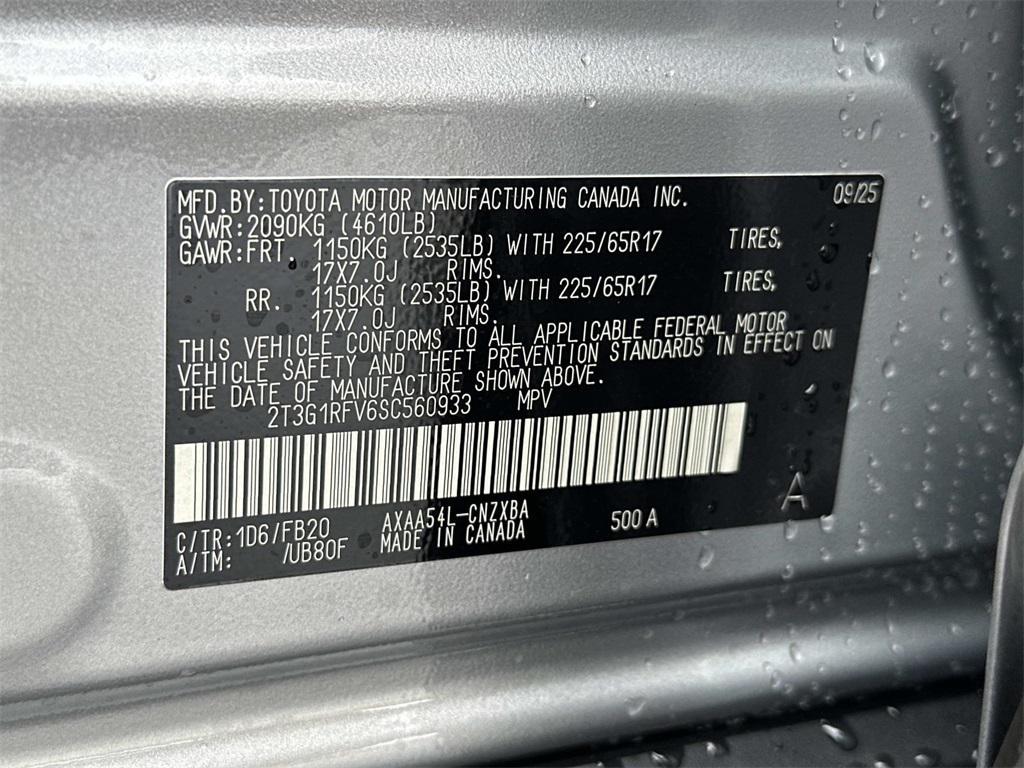 MFD. BY: TOYOTA MOTOR MANUFACTURING CANADA INC. 09/25
GVWR: 2090KG (4610LB)
GAWR: FRT. 1150KG (2535LB) WITH 225/65R17 TIRES,
17X7.0J RIMS.
RR. 1150KG (2535LB) WITH 225/65R17 TIRES,
17X7.0J RIMS.
THIS VEHICLE CONFORMS TO ALL APPLICABLE FEDERAL MOTOR
VEHICLE SAFETY AND THEFT PREVENTION STANDARDS IN EFFECT ON
THE DATE OF MANUFACTURE SHOWN ABOVE.
2T3G1RFV6SC560933 MPV
A
C/TR: 1D6/FB20 AXAA54L-CNZXBA 500 A
A/TM: /UB80F MADE IN CANADA